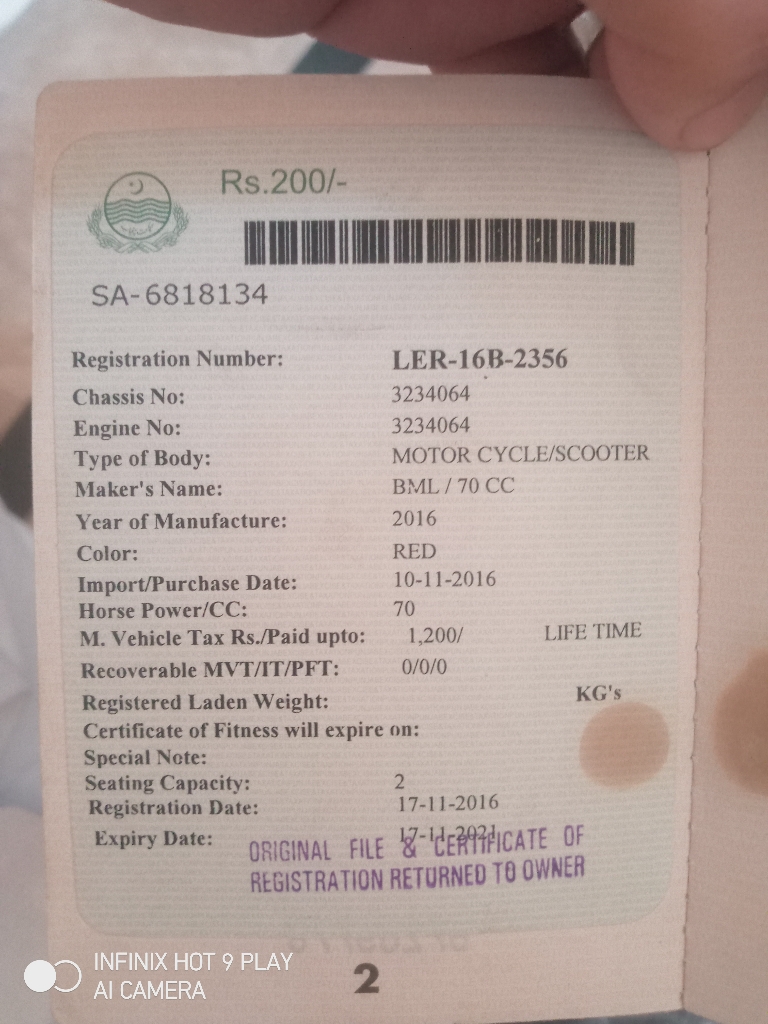 Rs.200/-
SA-6818134
Registration Number: LER-16B-2356
Chassis No: 3234064
Engine No: 3234064
Type of Body: MOTOR CYCLE/SCOOTER
Maker's Name: BML / 70 CC
Year of Manufacture: 2016
Color: RED
Import/Purchase Date: 10-11-2016
Horse Power/CC: 70
M. Vehicle Tax Rs./Paid upto: 1,200/ LIFE TIME
Recoverable MVT/IT/PFT: 0/0/0
Registered Laden Weight: KG's
Certificate of Fitness will expire on:
Special Note:
Seating Capacity: 2
Registration Date: 17-11-2016
Expiry Date: 17-11-2021
ORIGINAL FILE & CERTIFICATE OF
REGISTRATION RETURNED TO OWNER
2
INFINIX HOT 9 PLAY
AI CAMERA